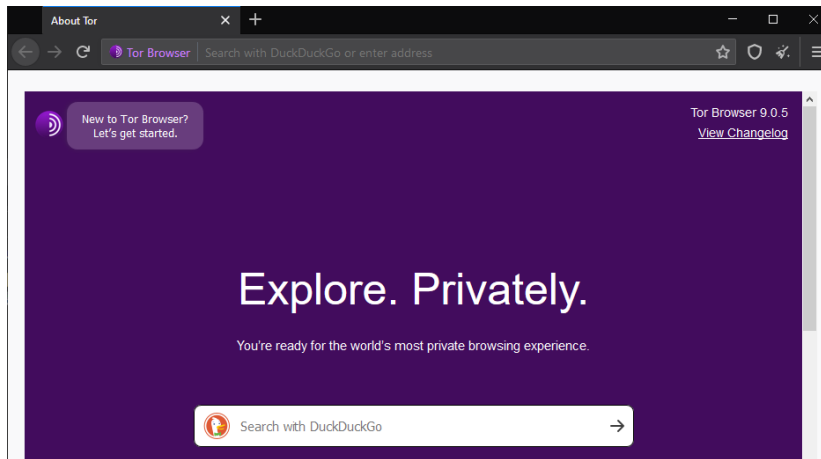 About Tor
Tor Browser Search with DuckDuckGo or enter address
New to Tor Browser?
Let's get started.
Tor Browser 9.0.5
View Changelog
Explore. Privately.
You're ready for the world's most private browsing experience.
Search with DuckDuckGo